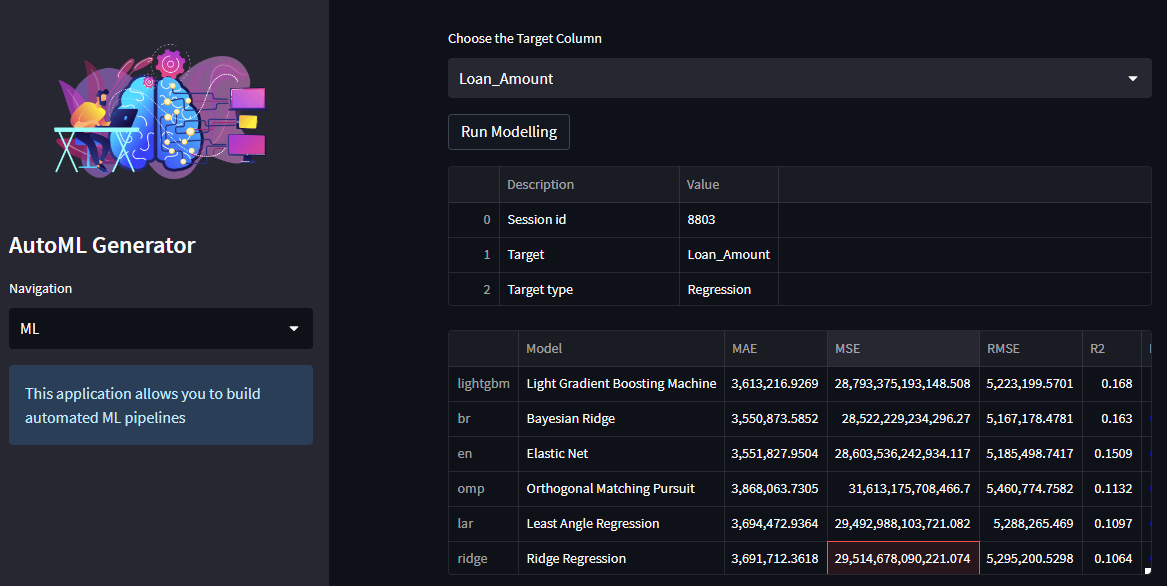 AutoML Generator
Navigation
ML
This application allows you to build
automated ML pipelines
Choose the Target Column
Loan_Amount
Run Modelling
Description Value
0 Session id 8803
1 Target Loan_Amount
2 Target type Regression
Model MAE MSE RMSE R2
lightgbm Light Gradient Boosting Machine 3,613,216.9269 28,793,375,193,148.508 5,223,199.5701 0.168
br Bayesian Ridge 3,550,873.5852 28,522,229,234,296.27 5,167,178.4781 0.163
en Elastic Net 3,551,827.9504 28,603,536,242,934.117 5,185,498.7417 0.1509
omp Orthogonal Matching Pursuit 3,868,063.7305 31,613,175,708,466.7 5,460,774.7582 0.1132
lar Least Angle Regression 3,694,472.9364 29,492,988,103,721.082 5,288,265.469 0.1097
ridge Ridge Regression 3,691,712.3618 29,514,678,090,221.074 5,295,200.5298 0.1064